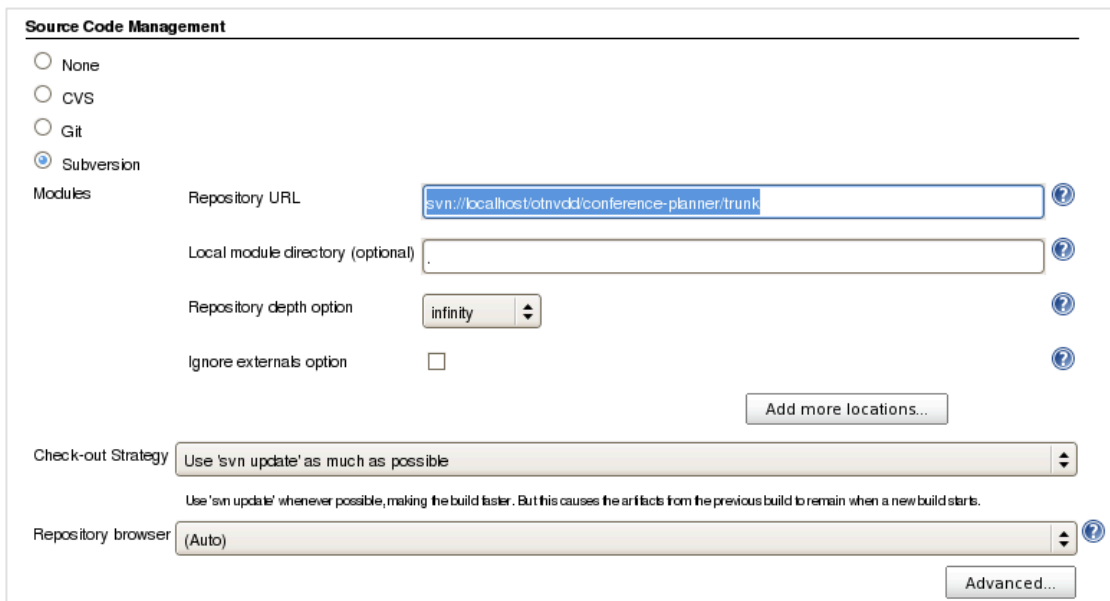 Source Code Management
None
CVS
Git
Subversion
Modules Repository URL svn://localhost/otnvdd/conference-planner/trunk ?
Local module directory (optional) . ?
Repository depth option infinity ?
Ignore externals option ?
Add more locations...
Check-out Strategy Use 'svn update' as much as possible
Use 'svn update' whenever possible, making the build faster. But this causes the artifacts from the previous build to remain when a new build starts.
Repository browser (Auto) ?
Advanced...